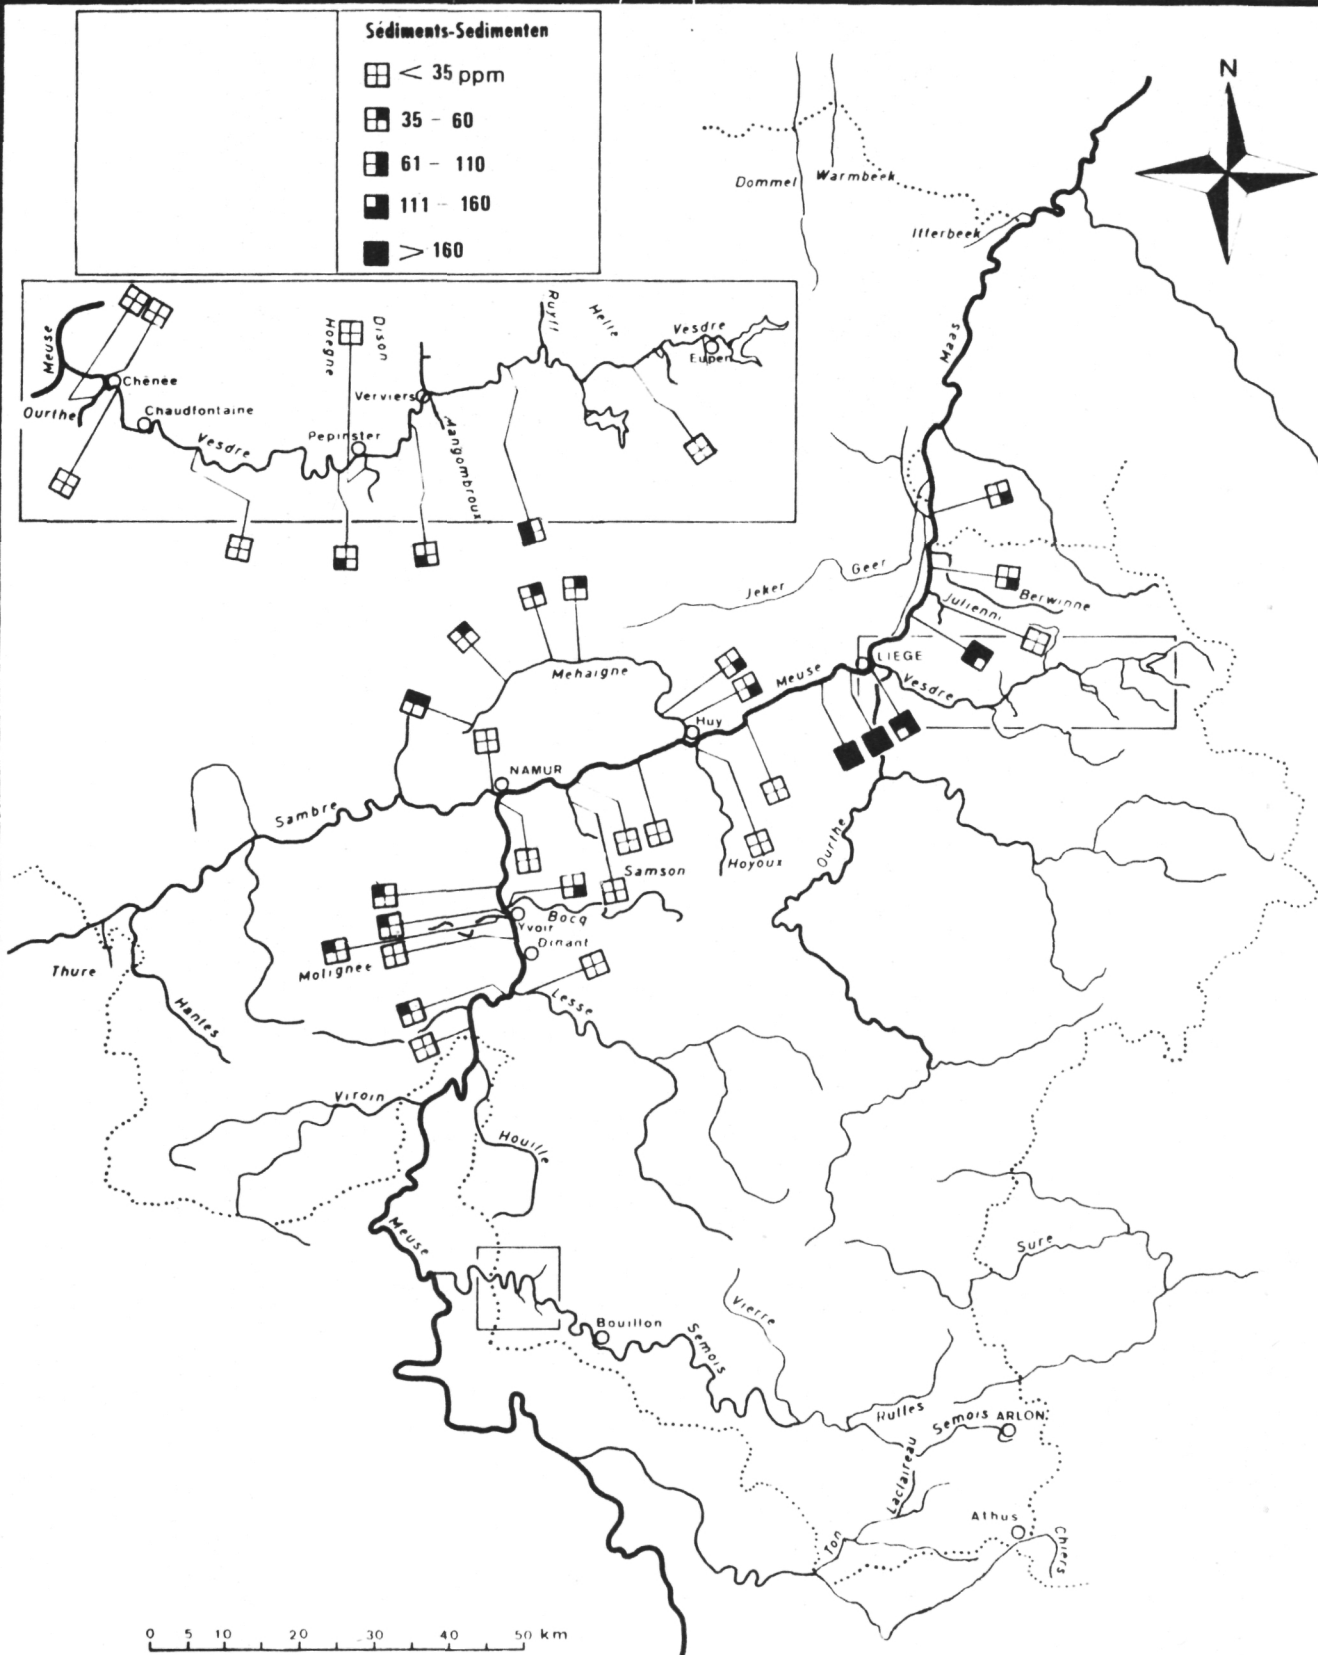 Sédiments-Sedimenten
< 35 ppm
35 - 60
61 - 110
111 - 160
> 160
N
Dommel
Warmbeek
Itterbeek
Maas
Meuse
Ourthe
Chênée
Chaudfontaine
Vesdre
Hoegne
Dison
Pepinster
Verviers
Mangombroux
Ruyff
Helle
Vesdre
Eupen
Jeker
Geer
Berwinne
Julienni
LIEGE
Vesdre
Meuse
Mehaigne
Huy
NAMUR
Sambre
Samson
Hoyoux
Ourthe
Bocq
Yvoir
Dinant
Molignee
Thure
Hantes
Lesse
Viroin
Houille
Meuse
Sure
Vierre
Bouillon
Semois
Rulles
Semois
ARLON
Laclaireau
Athus
Ton
Chiers
0 5 10 20 30 40 50 km